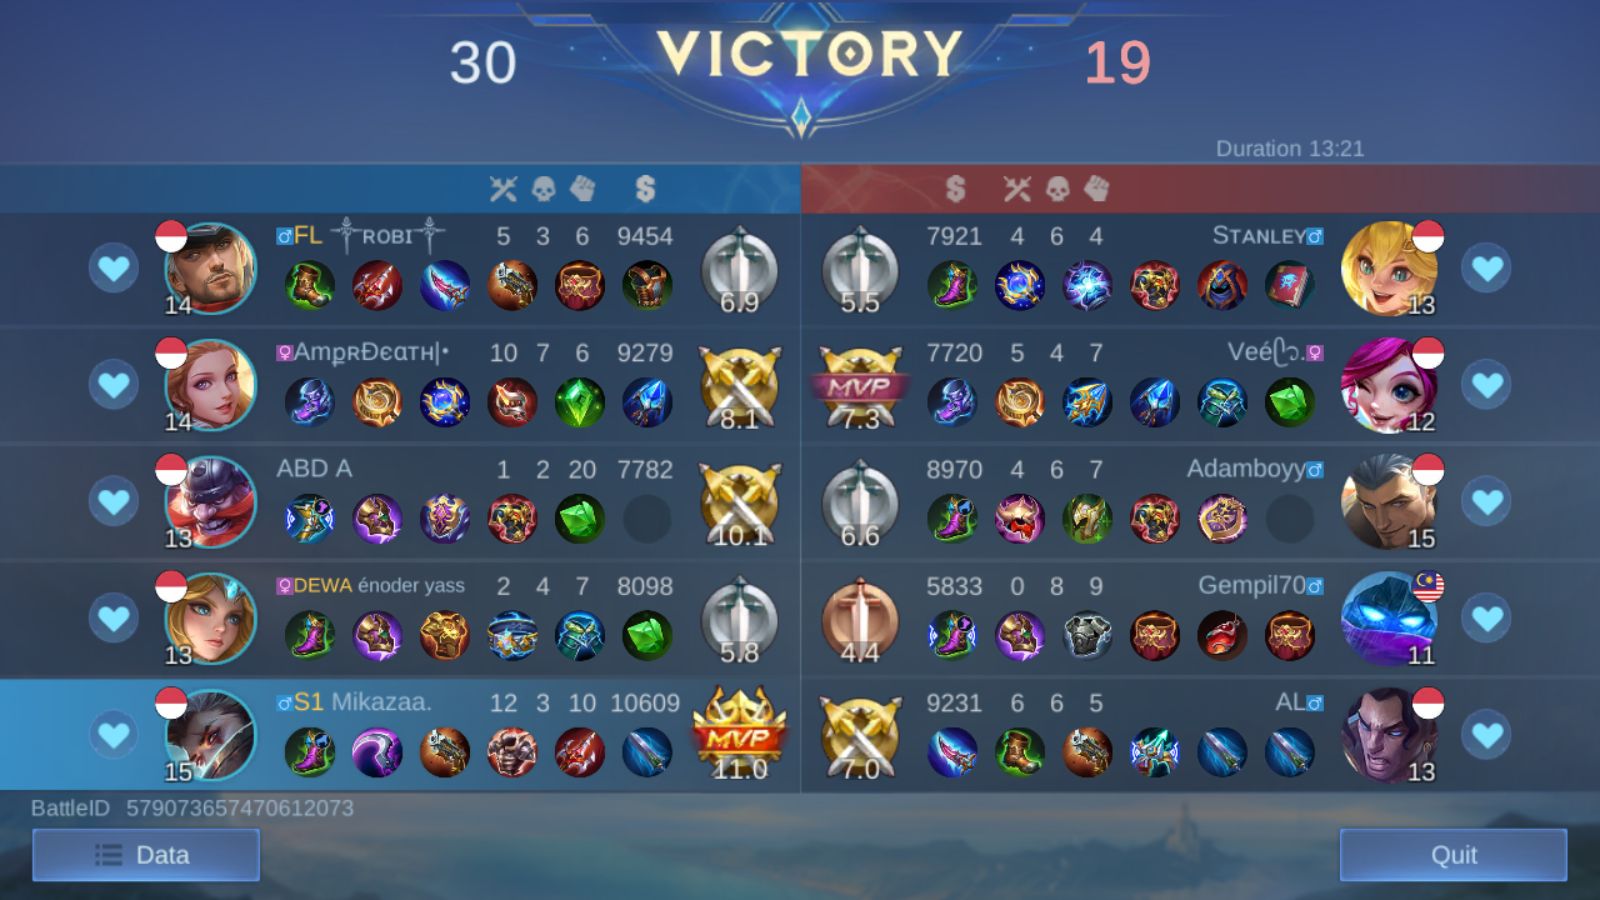 30 VICTORY 19
Duration 13:21
FL ROBI 5 3 6 9454 6.9 14
5.5 7921 4 6 4 STANLEY 13
AmpRÐєαтн|• 10 7 6 9279 8.1 14
MVP 7.3 7720 5 4 7 12
ABD A 1 2 20 7782 10.1 13
6.6 8970 4 6 7 Adamboyy 15
DEWA énoder yass 2 4 7 8098 5.8 13
4.4 5833 0 8 9 Gempil70 11
S1 Mikazaa. 12 3 10 10609 MVP 11.0 15
7.0 9231 6 6 5 AL 13
BattleID 579073657470612073
Data
Quit